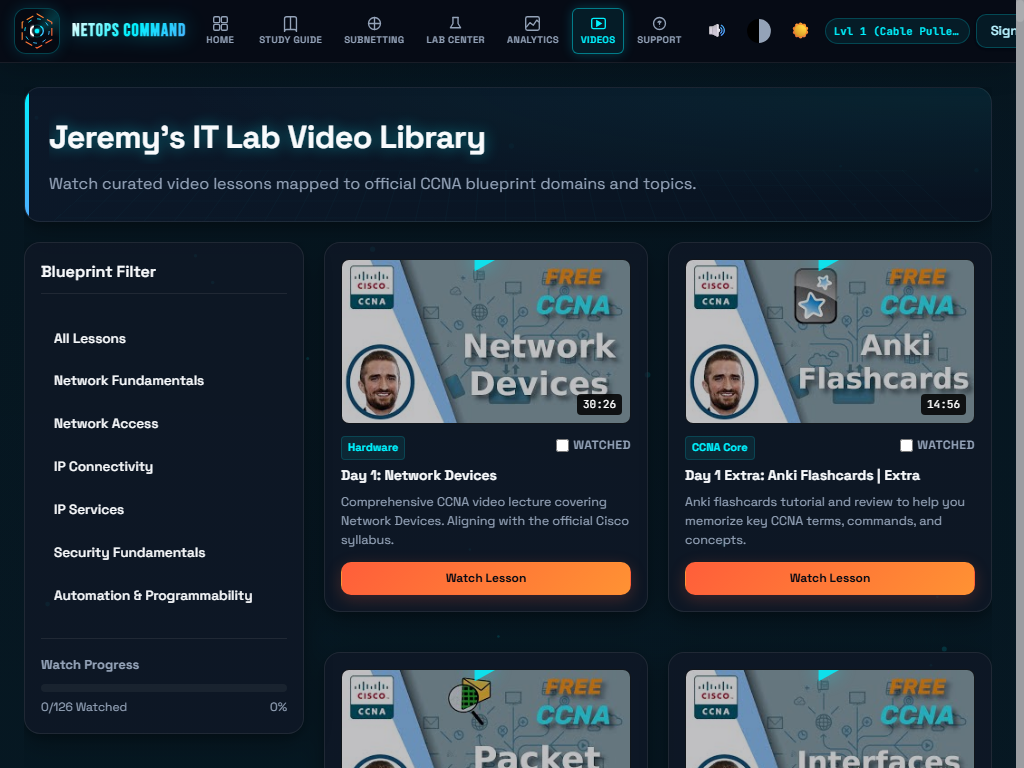 NETOPS COMMAND
HOME
STUDY GUIDE
SUBNETTING
LAB CENTER
ANALYTICS
VIDEOS
SUPPORT
Lvl 1 (Cable Pulle…
Sign
Jeremy's IT Lab Video Library
Watch curated video lessons mapped to official CCNA blueprint domains and topics.
Blueprint Filter
All Lessons
Network Fundamentals
Network Access
IP Connectivity
IP Services
Security Fundamentals
Automation & Programmability
Watch Progress
0/126 Watched
0%
CISCO
CCNA
FREE
CCNA
Network
Devices
30:26
Hardware
WATCHED
Day 1: Network Devices
Comprehensive CCNA video lecture covering
Network Devices. Aligning with the official Cisco
syllabus.
Watch Lesson
CISCO
CCNA
FREE
CCNA
Anki
Flashcards
14:56
CCNA Core
WATCHED
Day 1 Extra: Anki Flashcards | Extra
Anki flashcards tutorial and review to help you
memorize key CCNA terms, commands, and
concepts.
Watch Lesson
CISCO
CCNA
FREE
CCNA
Packet
CISCO
CCNA
FREE
CCNA
Interfaces